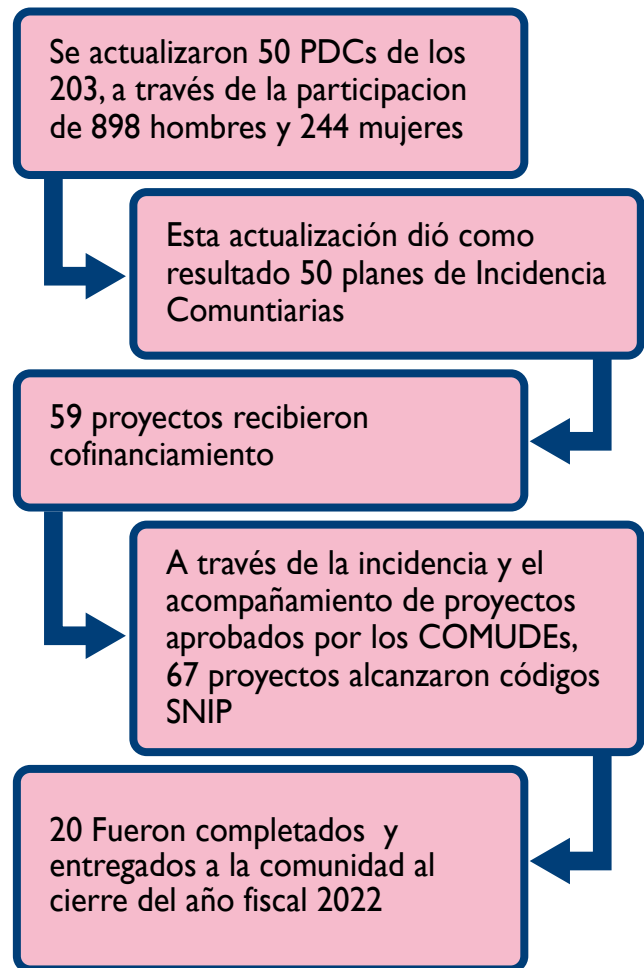 Se actualizaron 50 PDCs de los
203, a través de la participacion
de 898 hombres y 244 mujeres
Esta actualización dió como
resultado 50 planes de Incidencia
Comuntiarias
59 proyectos recibieron
cofinanciamiento
A través de la incidencia y el
acompañamiento de proyectos
aprobados por los COMUDEs,
67 proyectos alcanzaron códigos
SNIP
20 Fueron completados y
entregados a la comunidad al
cierre del año fiscal 2022